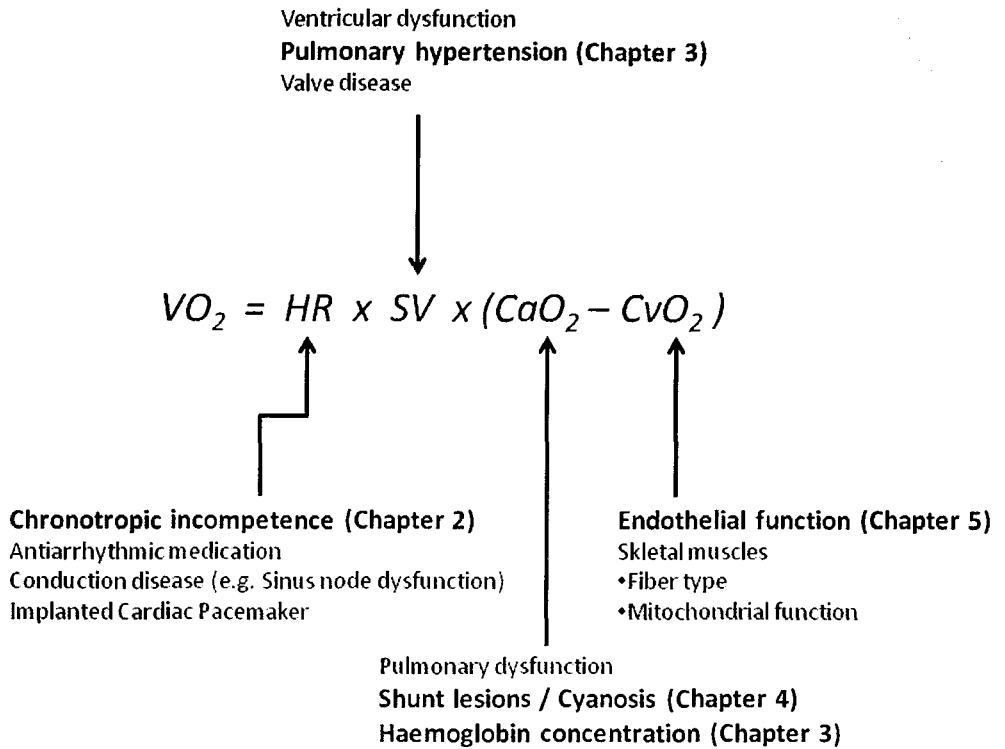 Ventricular dysfunction
Pulmonary hypertension (Chapter 3)
Valve disease
VO₂ = HR x SV x (CaO₂ – CvO₂)
Chronotropic incompetence (Chapter 2)
Antiarrhythmic medication
Conduction disease (e.g. Sinus node dysfunction)
Implanted Cardiac Pacemaker
Endothelial function (Chapter 5)
Skletal muscles
•Fiber type
•Mitochondrial function
Pulmonary dysfunction
Shunt lesions / Cyanosis (Chapter 4)
Haemoglobin concentration (Chapter 3)